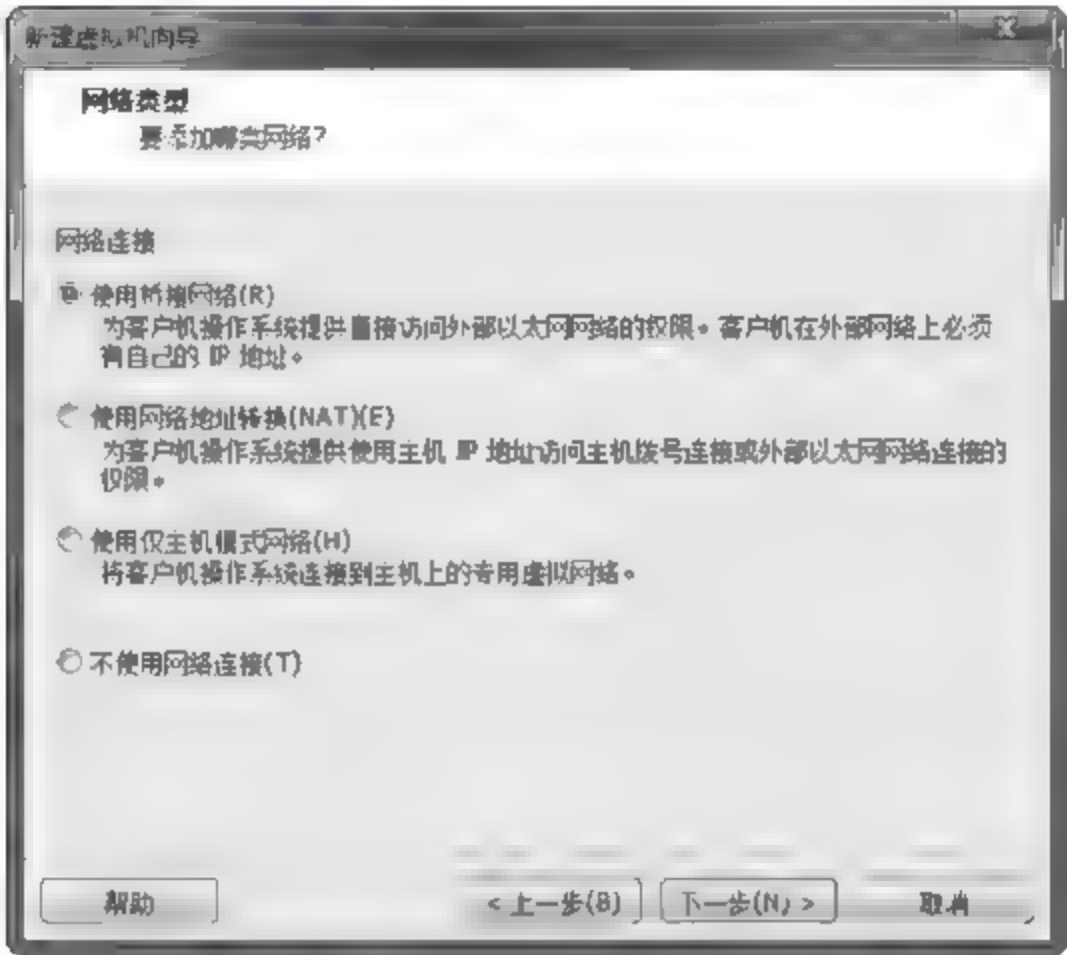 新建虚拟机向导
网络类型
要添加哪类网络?
网络连接
使用桥接网络(R)
为客户机操作系统提供直接访问外部以太网网络的权限。客户机在外部网络上必须
有自己的 IP 地址。
使用网络地址转换(NAT)(E)
为客户机操作系统提供使用主机 IP 地址访问主机拨号连接或外部以太网网络连接的
权限。
使用仅主机模式网络(H)
将客户机操作系统连接到主机上的专用虚拟网络。
不使用网络连接(T)
帮助
< 上一步(B)
下一步(N) >
取消